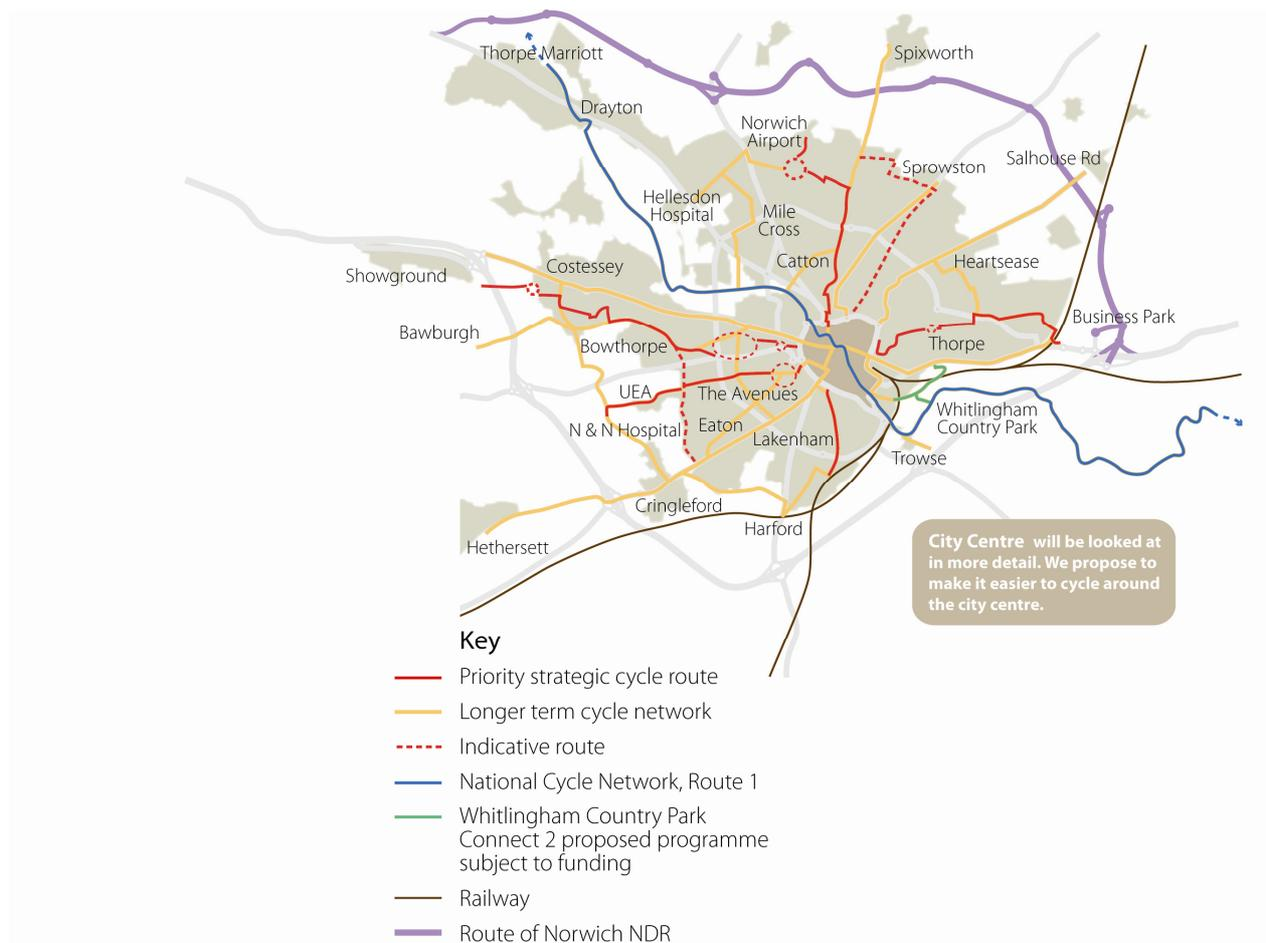 Thorpe Marriott
Spixworth
Drayton
Norwich
Airport
Salhouse Rd
Sprowston
Hellesdon
Hospital
Mile
Cross
Catton
Heartsease
Costessey
Showground
Business Park
Bawburgh
Bowthorpe
Thorpe
UEA
The Avenues
Whitlingham
Country Park
N & N Hospital
Eaton
Lakenham
Trowse
Cringleford
Harford
Hethersett
City Centre will be looked at
in more detail. We propose to
make it easier to cycle around
the city centre.
Key
Priority strategic cycle route
Longer term cycle network
Indicative route
National Cycle Network, Route 1
Whitlingham Country Park
Connect 2 proposed programme
subject to funding
Railway
Route of Norwich NDR